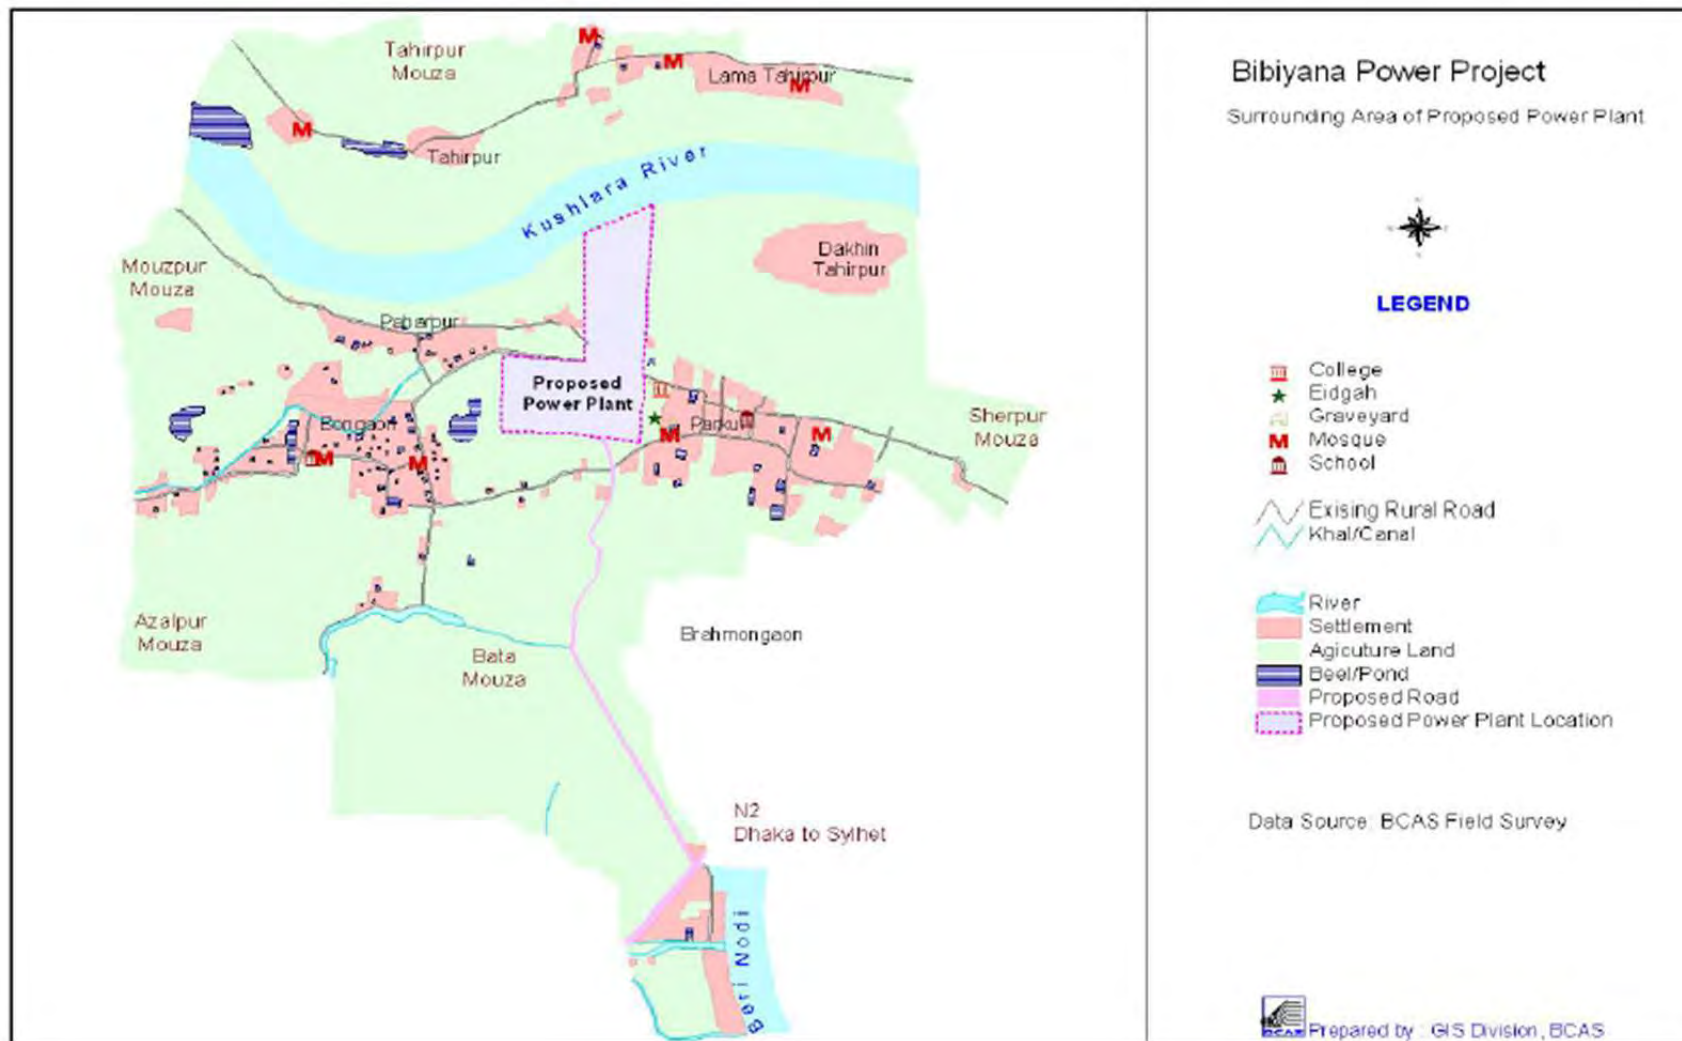 Tahirpur
Mouza
M
M
Lama Tahirpur
M
M
Tahirpur
Kushiara River
Dakhin
Tahirpur
Mouzpur
Mouza
Paharpur
Proposed
Power Plant
Bongaon
Parkul
M
M
M
M
Sherpur
Mouza
Azalpur
Mouza
Bata
Mouza
Brahmongaon
N2
Dhaka to Sylhet
Beri Nodi
Bibiyana Power Project
Surrounding Area of Proposed Power Plant
LEGEND
College
Eidgah
Graveyard
M Mosque
School
Exising Rural Road
Khal/Canal
River
Settlement
Agicuture Land
Beel/Pond
Proposed Road
Proposed Power Plant Location
Data Source: BCAS Field Survey
BCAS
Prepared by : GIS Division, BCAS